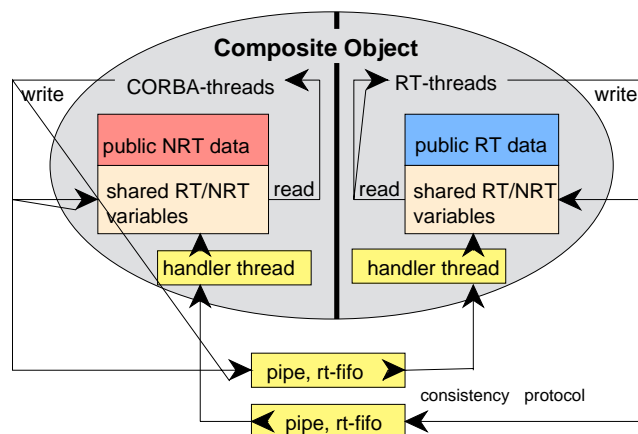 Composite Object
CORBA-threads
RT-threads
write
write
public NRT data
public RT data
shared RT/NRT
variables
read
read
shared RT/NRT
variables
handler thread
handler thread
pipe, rt-fifo
consistency protocol
pipe, rt-fifo